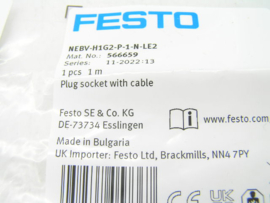 FESTO
NEBV-H1G2-P-1-N-LE2
Mat. No.: 566659
Series: 11-2022-13
1 pcs 1 m
Plug socket with cable
Festo SE & Co. KG
DE-73734 Esslingen
www.festo.com
Made in Bulgaria
UK Importer: Festo Ltd, Brackmills, NN4 7PY
CE
UK